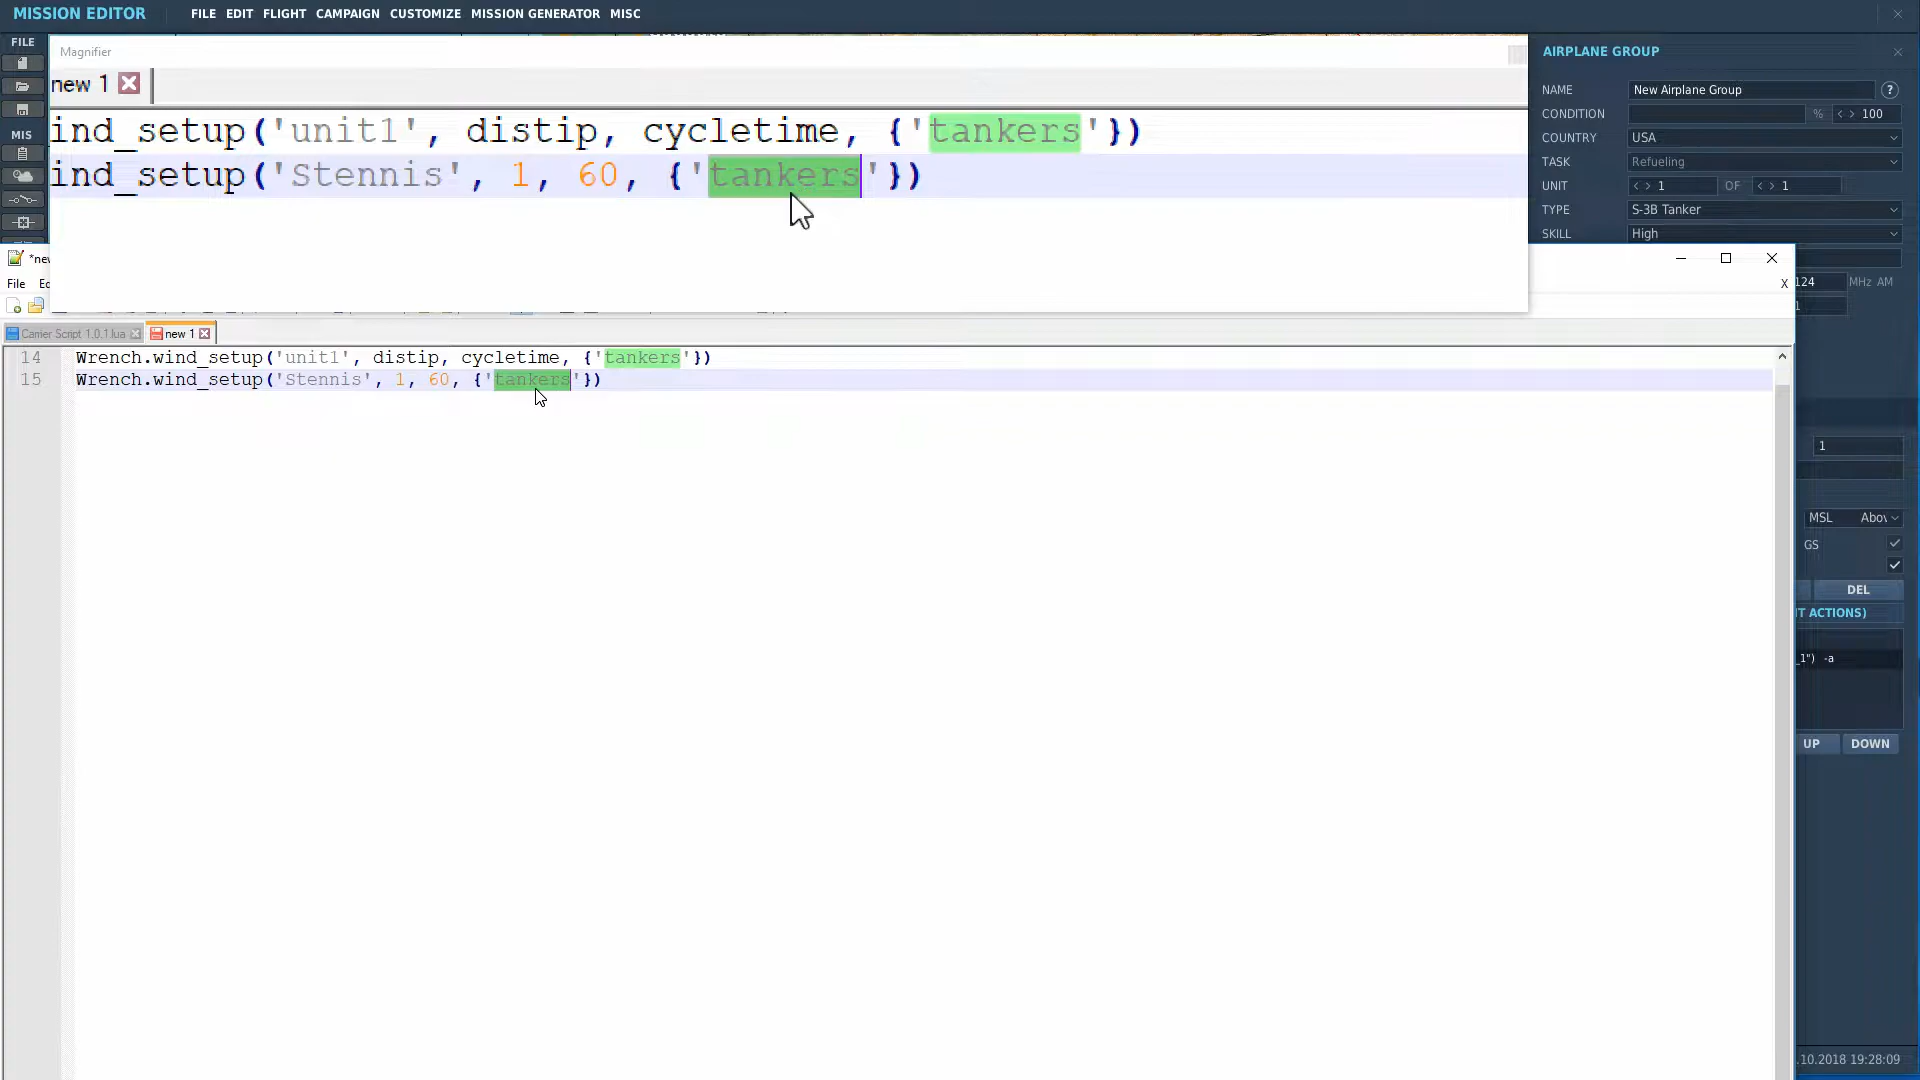 MISSION EDITOR FILE EDIT FLIGHT CAMPAIGN CUSTOMIZE MISSION GENERATOR MISC
FILE
Magnifier
new 1
ind_setup('unit1', distip, cycletime, {'tankers'})
ind_setup('Stennis', 1, 60, {'tankers'})
MIS
AIRPLANE GROUP
NAME New Airplane Group ?
CONDITION % < > 100
COUNTRY USA
TASK Refueling
UNIT < > 1 OF < > 1
TYPE S-3B Tanker
SKILL High
*new
File Ed
X
124 MHz AM
1
Carrier Script 1.0.1.lua new 1
14 Wrench.wind_setup('unit1', distip, cycletime, {'tankers'})
15 Wrench.wind_setup('Stennis', 1, 60, {'tankers'})
1
MSL Abov
GS
DEL
T ACTIONS)
_1") -a
UP DOWN
.10.2018 19:28:09